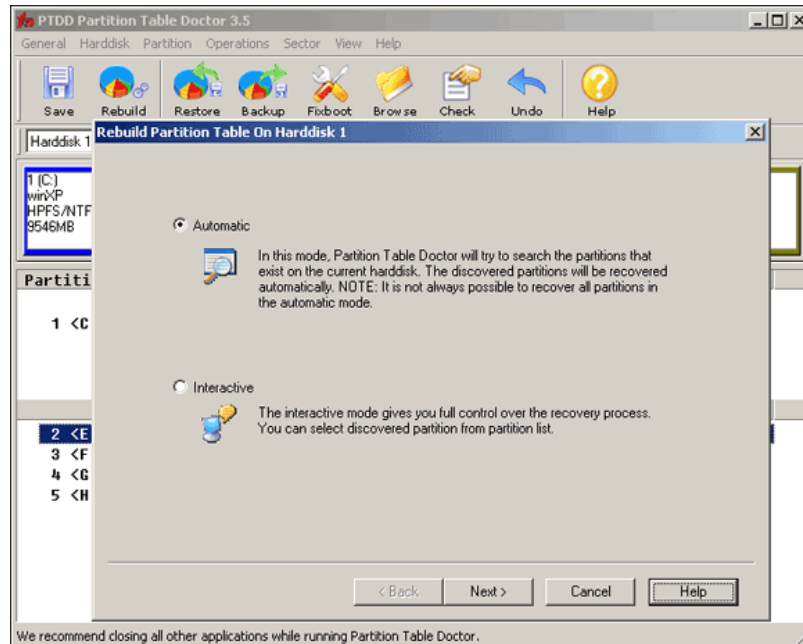 PTDD Partition Table Doctor 3.5
General Harddisk Partition Operations Sector View Help
Save Rebuild Restore Backup Fixboot Browse Check Undo Help
Harddisk 1
Rebuild Partition Table On Harddisk 1
1 (C:)
winXP
HPFS/NTF
9546MB
Automatic
In this mode, Partition Table Doctor will try to search the partitions that
exist on the current harddisk. The discovered partitions will be recovered
automatically. NOTE: It is not always possible to recover all partitions in
the automatic mode.
Partiti
1 <C
Interactive
The interactive mode gives you full control over the recovery process.
You can select discovered partition from partition list.
2 <E
3 <F
4 <G
5 <H
< Back Next > Cancel Help
We recommend closing all other applications while running Partition Table Doctor.